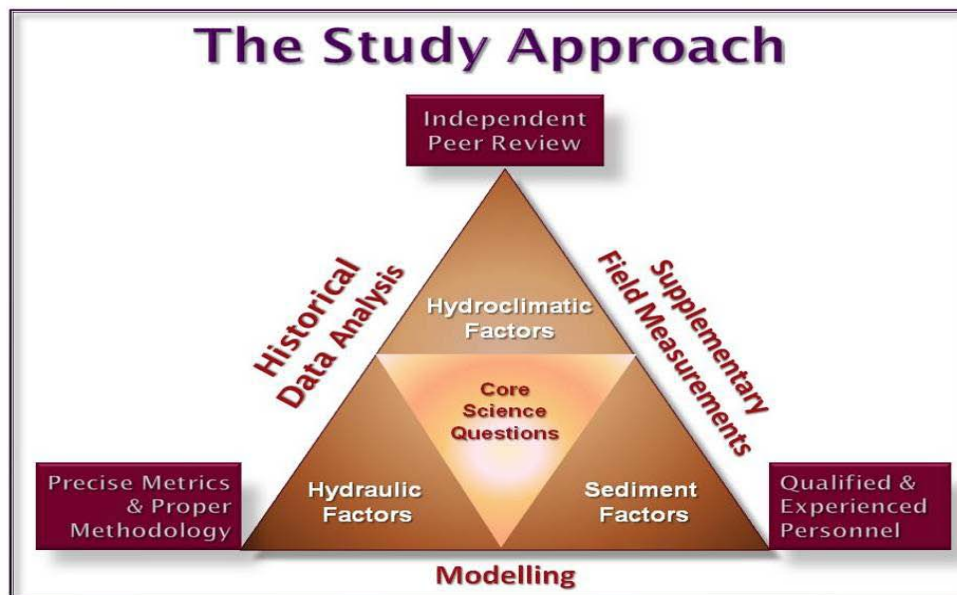 The Study Approach
Independent
Peer Review
Historical
Data Analysis
Supplementary
Field Measurements
Hydroclimatic
Factors
Core
Science
Questions
Hydraulic
Factors
Sediment
Factors
Precise Metrics
& Proper
Methodology
Qualified &
Experienced
Personnel
Modelling